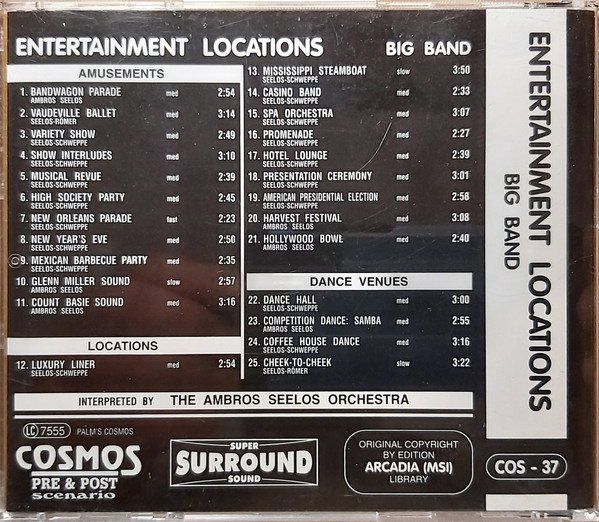 ENTERTAINMENT LOCATIONS BIG BAND
AMUSEMENTS
1. BANDWAGON PARADE med 2:54
AMBROS SEELOS
2. VAUDEVILLE BALLET med 3:14
SEELOS-RÖMER
3. VARIETY SHOW med 2:49
SEELOS-SCHWEPPE
4. SHOW INTERLUDES med 3:10
SEELOS-SCHWEPPE
5. MUSICAL REVUE med 2:39
SEELOS-SCHWEPPE
6. HIGH SOCIETY PARTY med 2:45
SEELOS-SCHWEPPE
7. NEW ORLEANS PARADE fast 2:23
SEELOS-SCHWEPPE
8. NEW YEAR'S EVE med 2:50
SEELOS-SCHWEPPE
9. MEXICAN BARBECUE PARTY med 2:35
SEELOS-SCHWEPPE
10. GLENN MILLER SOUND slow 2:57
AMBROS SEELOS
11. COUNT BASIE SOUND med 3:16
AMBROS SEELOS
LOCATIONS
12. LUXURY LINER med 2:54
SEELOS-SCHWEPPE
13. MISSISSIPPI STEAMBOAT slow 3:50
SEELOS-SCHWEPPE
14. CASINO BAND med 2:33
SEELOS-SCHWEPPE
15. SPA ORCHESTRA med 3:07
SEELOS-SCHWEPPE
16. PROMENADE med 2:27
SEELOS-SCHWEPPE
17. HOTEL LOUNGE med 2:39
SEELOS-SCHWEPPE
18. PRESENTATION CEREMONY med 3:01
SEELOS-SCHWEPPE
19. AMERICAN PRESIDENTIAL ELECTION med 2:58
SEELOS-SCHWEPPE
20. HARVEST FESTIVAL med 3:08
AMBROS SEELOS
21. HOLLYWOOD BOWL med 2:40
AMBROS SEELOS
DANCE VENUES
22. DANCE HALL med 3:00
SEELOS-SCHWEPPE
23. COMPETITION DANCE: SAMBA med 2:55
AMBROS SEELOS
24. COFFEE HOUSE DANCE med 3:16
SEELOS-SCHWEPPE
25. CHEEK-TO-CHEEK slow 3:22
SEELOS-RÖMER
INTERPRETED BY THE AMBROS SEELOS ORCHESTRA
LC 7555 PALM'S COSMOS
COSMOS
PRE & POST
scenario
SUPER
SURROUND
SOUND
ORIGINAL COPYRIGHT
BY EDITION
ARCADIA (MSI)
LIBRARY
ENTERTAINMENT LOCATIONS
BIG BAND
COS - 37